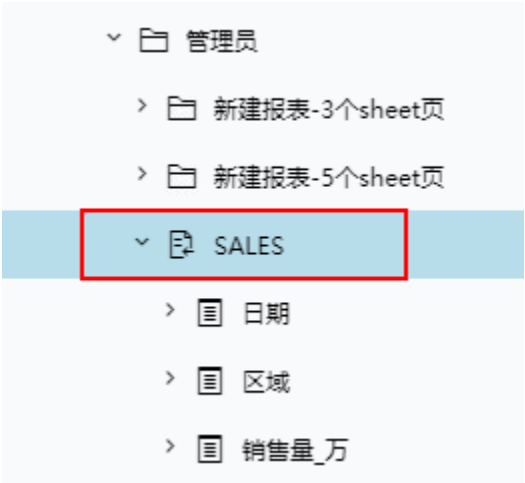 管理员
新建报表-3个sheet页
新建报表-5个sheet页
SALES
日期
区域
销售量_万